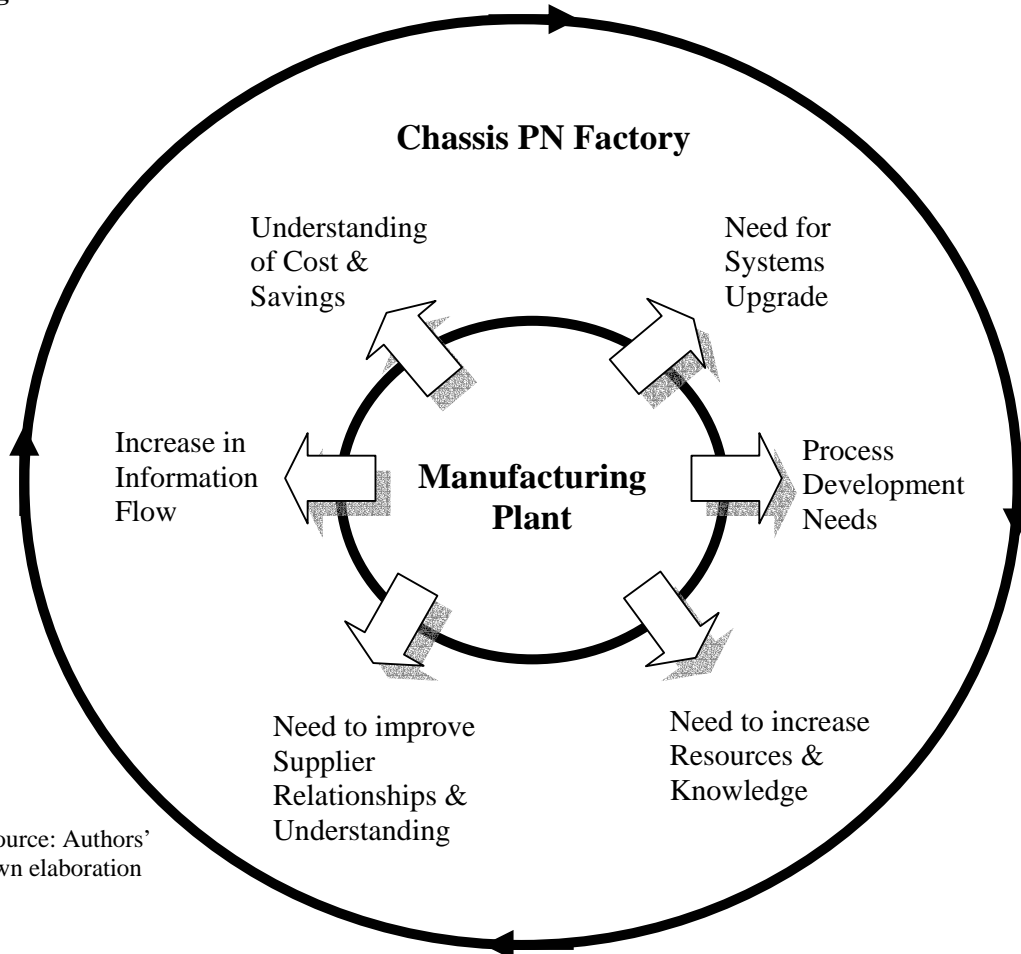 Chassis PN Factory
Understanding
of Cost &
Savings
Need for
Systems
Upgrade
Increase in
Information
Flow
Manufacturing
Plant
Process
Development
Needs
Need to improve
Supplier
Relationships &
Understanding
Need to increase
Resources &
Knowledge
ource: Authors’
wn elaboration